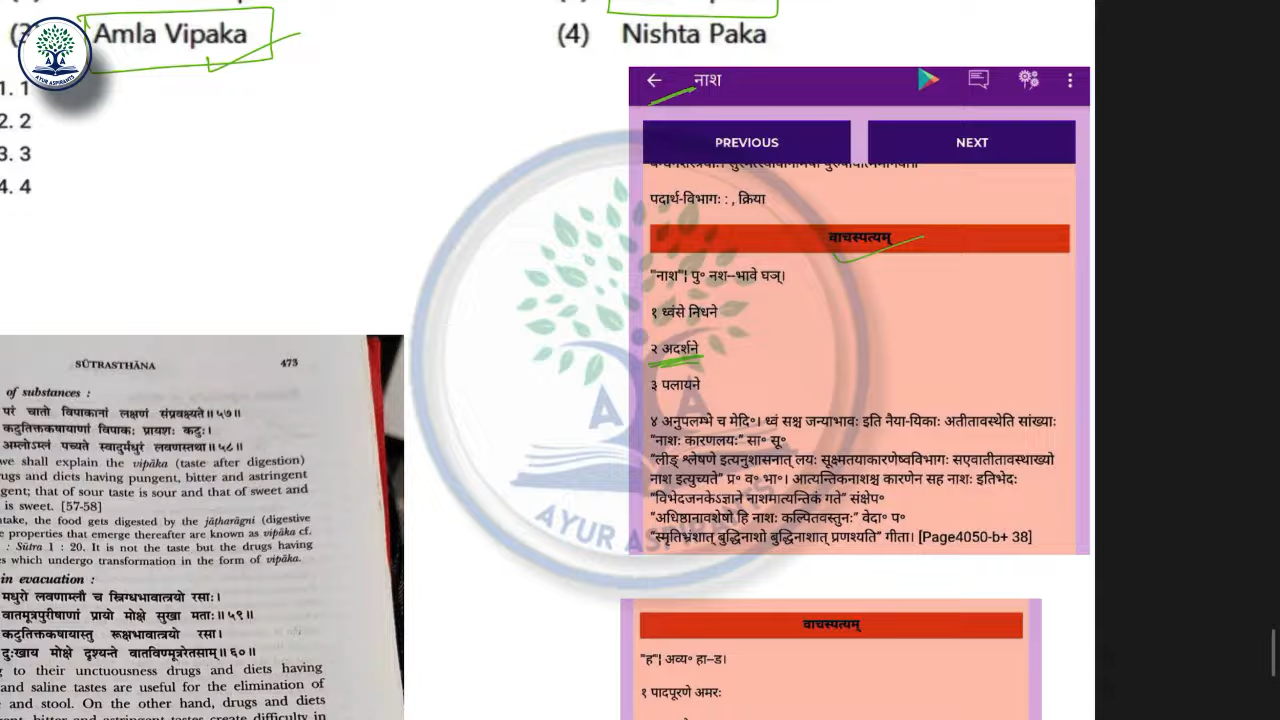 Amla Vipaka
(4) Nishta Paka
AYUR ASPIRANTS
1. 1
2. 2
3. 3
4. 4
नाश
PREVIOUS
NEXT
पदार्थ-विभागः : , क्रिया
वाचस्पत्यम्
"नाश"¦ पु० नश--भावे घञ्।
१ ध्वंसे निधने
२ अदर्शने
३ पलायने
४ अनुपलम्भे च मेदि०। ध्वं सश्च जन्याभावः इति नैया-यिकाः अतीतावस्थेति सांख्याः
"नाशः कारणलयः" सा० सू०
"लीङ् श्लेषणे इत्यनुशासनात् लयः सूक्ष्मतयाकारणेष्वविभागः सएवातीतावस्थाख्यो
नाश इत्युच्यते" प्र० व० भा०। आत्यन्तिकनाशश्च कारणेन सह नाशः इतिभेदः
"विभेदजनकेऽज्ञाने नाशमात्यन्तिकं गते" संक्षेप०
"अधिष्ठानावशेषो हि नाशः कल्पितवस्तुनः" वेदा० प०
"स्मृतिभ्रंशात् बुद्धिनाशो बुद्धिनाशात् प्रणश्यति" गीता। [Page4050-b+ 38]
AYUR ASPIRANTS
SŪTRASTHĀNA 473
of substances :
परं चातो विपाकानां लक्षणं संप्रवक्ष्यते॥५७॥
कटुतिक्तकषायाणां विपाकः प्रायशः कटुः।
अम्लोऽम्लं पच्यते स्वादुर्मधुरं लवणस्तथा॥५८॥
we shall explain the vipāka (taste after digestion)
ugs and diets having pungent, bitter and astringent
gent; that of sour taste is sour and that of sweet and
is sweet. [57-58]
ntake, the food gets digested by the jāṭharāgni (digestive
e properties that emerge thereafter are known as vipāka cf.
: Sūtra 1 : 20. It is not the taste but the drugs having
es which undergo transformation in the form of vipāka.
in evacuation :
मधुरो लवणाम्लौ च स्निग्धभावात्त्रयो रसाः।
वातमूत्रपुरीषाणां प्रायो मोक्षे सुखा मताः॥५९॥
कटुतिक्तकषायास्तु रूक्षभावात्त्रयो रसाः।
दुःखाय मोक्षे दृश्यन्ते वातविण्मूत्ररेतसाम्॥६०॥
g to their unctuousness drugs and diets having
and saline tastes are useful for the elimination of
e and stool. On the other hand, drugs and diets
वाचस्पत्यम्
"ह"¦ अव्य० हा--ड।
१ पादपूरणे अमरः